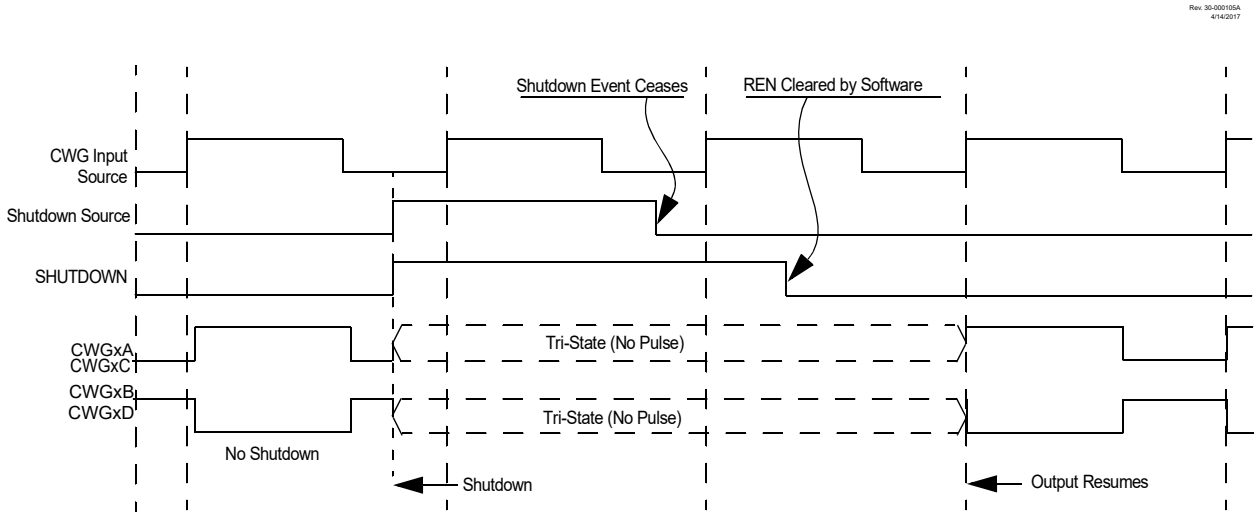 Rev. 30-000105A
4/14/2017
Shutdown Event Ceases
REN Cleared by Software
CWG Input
Source
Shutdown Source
SHUTDOWN
CWGxA
CWGxC
Tri-State (No Pulse)
CWGxB
CWGxD
Tri-State (No Pulse)
No Shutdown
Shutdown
Output Resumes